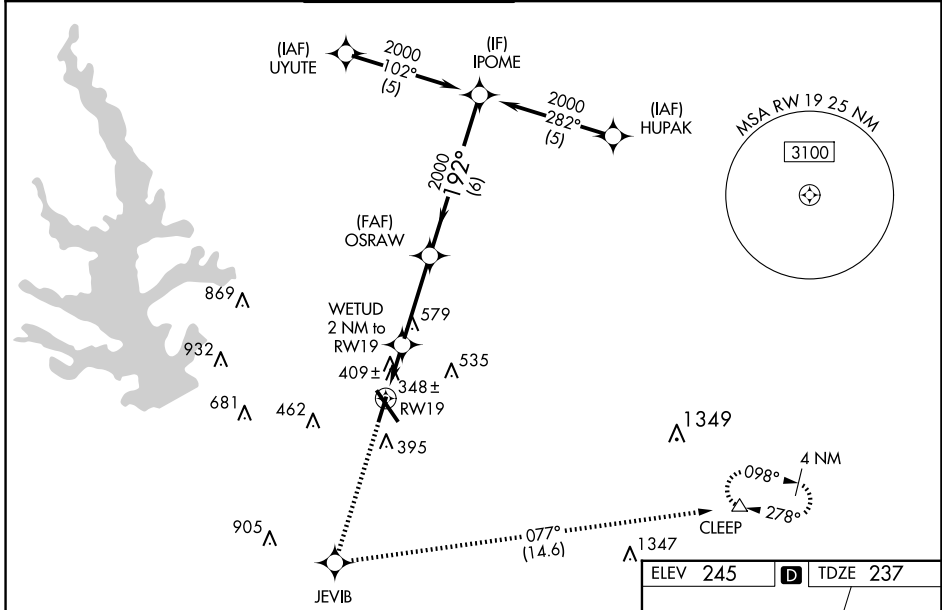 (IAF)
UYUTE
2000
102°
(5)
(IF)
IPOME
2000
282°
(5)
(IAF)
HUPAK
MSA RW 19 25 NM
3100
2000
192°
(6)
(FAF)
OSRAW
869
WETUD
2 NM to
RW19
579
932
409 ±
535
348 ±
RW19
681
462
395
1349
4 NM
098°
278°
CLEEP
905
077°
(14.6)
1347
JEVIB
ELEV 245
D
TDZE 237